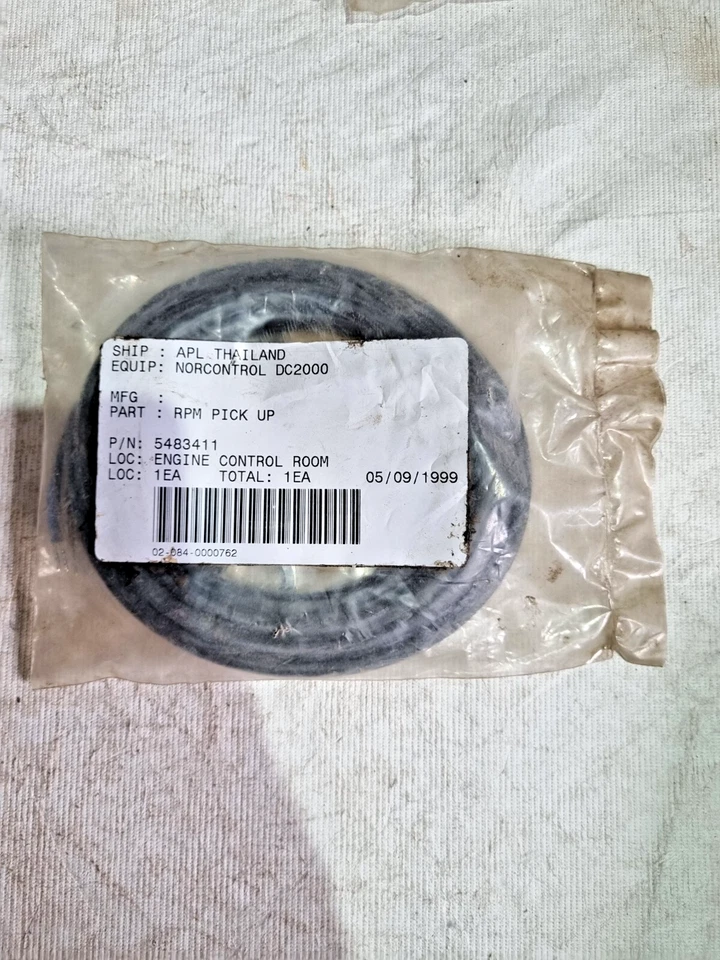 SHIP : APL THAILAND
EQUIP: NORCONTROL DC2000
MFG :
PART : RPM PICK UP
P/N: 5483411
LOC: ENGINE CONTROL ROOM
LOC: 1EA TOTAL: 1EA 05/09/1999
02-084-0000762